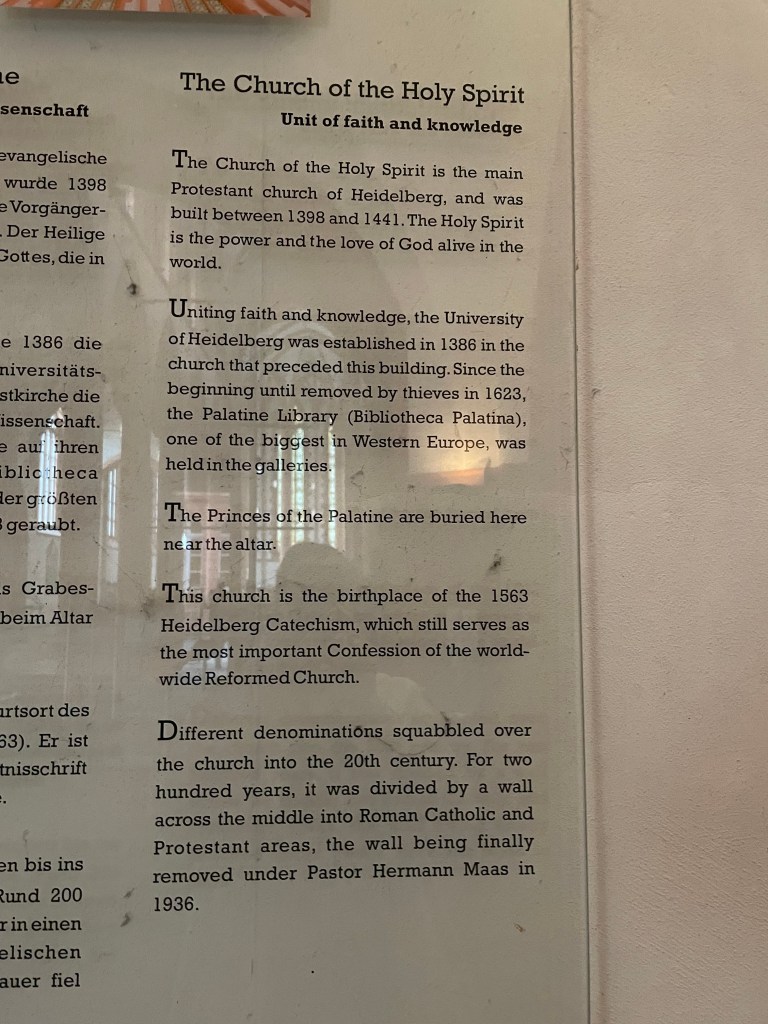 ne
senschaft
evangelische
wurde 1398
e Vorgänger-
. Der Heilige
Gottes, die in
e 1386 die
niversitäts-
stkirche die
issenschaft.
e auf ihren
iblictheca
der größten
3 geraubt.
s Grabes-
beim Altar
urtsort des
63). Er ist
tnisschrift
e.
en bis ins
Rund 200
r in einen
elischen
auer fiel
The Church of the Holy Spirit
Unit of faith and knowledge
The Church of the Holy Spirit is the main
Protestant church of Heidelberg, and was
built between 1398 and 1441. The Holy Spirit
is the power and the love of God alive in the
world.
Uniting faith and knowledge, the University
of Heidelberg was established in 1386 in the
church that preceded this building. Since the
beginning until removed by thieves in 1623,
the Palatine Library (Bibliotheca Palatina),
one of the biggest in Western Europe, was
held in the galleries.
The Princes of the Palatine are buried here
near the altar.
This church is the birthplace of the 1563
Heidelberg Catechism, which still serves as
the most important Confession of the world-
wide Reformed Church.
Different denominations squabbled over
the church into the 20th century. For two
hundred years, it was divided by a wall
across the middle into Roman Catholic and
Protestant areas, the wall being finally
removed under Pastor Hermann Maas in
1936.